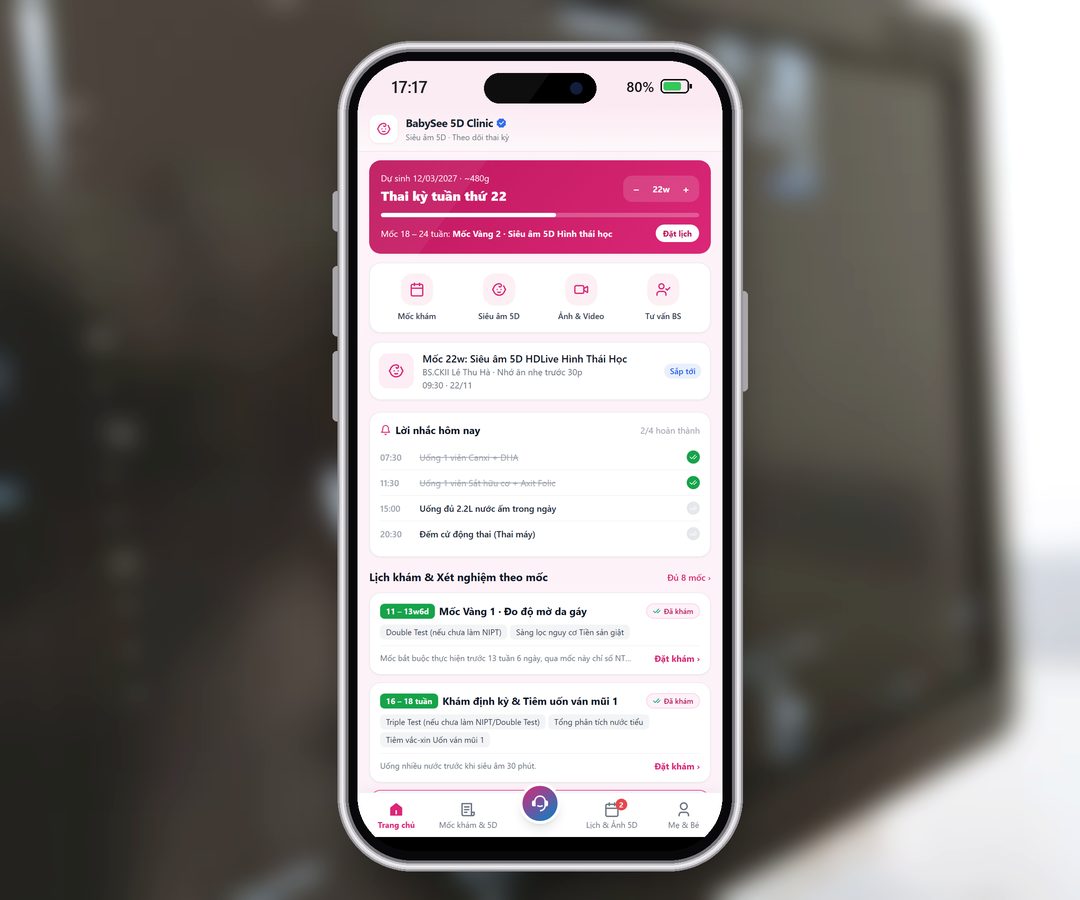 17:17
80%
BabySee 5D Clinic
Siêu âm 5D · Theo dõi thai kỳ
Dự sinh 12/03/2027 · ~480g
Thai kỳ tuần thứ 22
− 22w +
Mốc 18 – 24 tuần: Mốc Vàng 2 · Siêu âm 5D Hình thái học
Đặt lịch
Mốc khám
Siêu âm 5D
Ảnh & Video
Tư vấn BS
Mốc 22w: Siêu âm 5D HDLive Hình Thái Học
BS.CKII Lê Thu Hà · Nhớ ăn nhẹ trước 30p
09:30 · 22/11
Sắp tới
Lời nhắc hôm nay
2/4 hoàn thành
07:30 Uống 1 viên Canxi + DHA
11:30 Uống 1 viên Sắt hữu cơ + Axit Folic
15:00 Uống đủ 2.2L nước ấm trong ngày
20:30 Đếm cử động thai (Thai máy)
Lịch khám & Xét nghiệm theo mốc
Đủ 8 mốc ›
11 – 13w6d Mốc Vàng 1 · Đo độ mờ da gáy
Đã khám
Double Test (nếu chưa làm NIPT) Sàng lọc nguy cơ Tiền sản giật
Mốc bắt buộc thực hiện trước 13 tuần 6 ngày, qua mốc này chỉ số NT...
Đặt khám ›
16 – 18 tuần Khám định kỳ & Tiêm uốn ván mũi 1
Đã khám
Triple Test (nếu chưa làm NIPT/Double Test) Tổng phân tích nước tiểu
Tiêm vắc-xin Uốn ván mũi 1
Uống nhiều nước trước khi siêu âm 30 phút.
Đặt khám ›
Trang chủ
Mốc khám & 5D
2
Lịch & Ảnh 5D
Mẹ & Bé